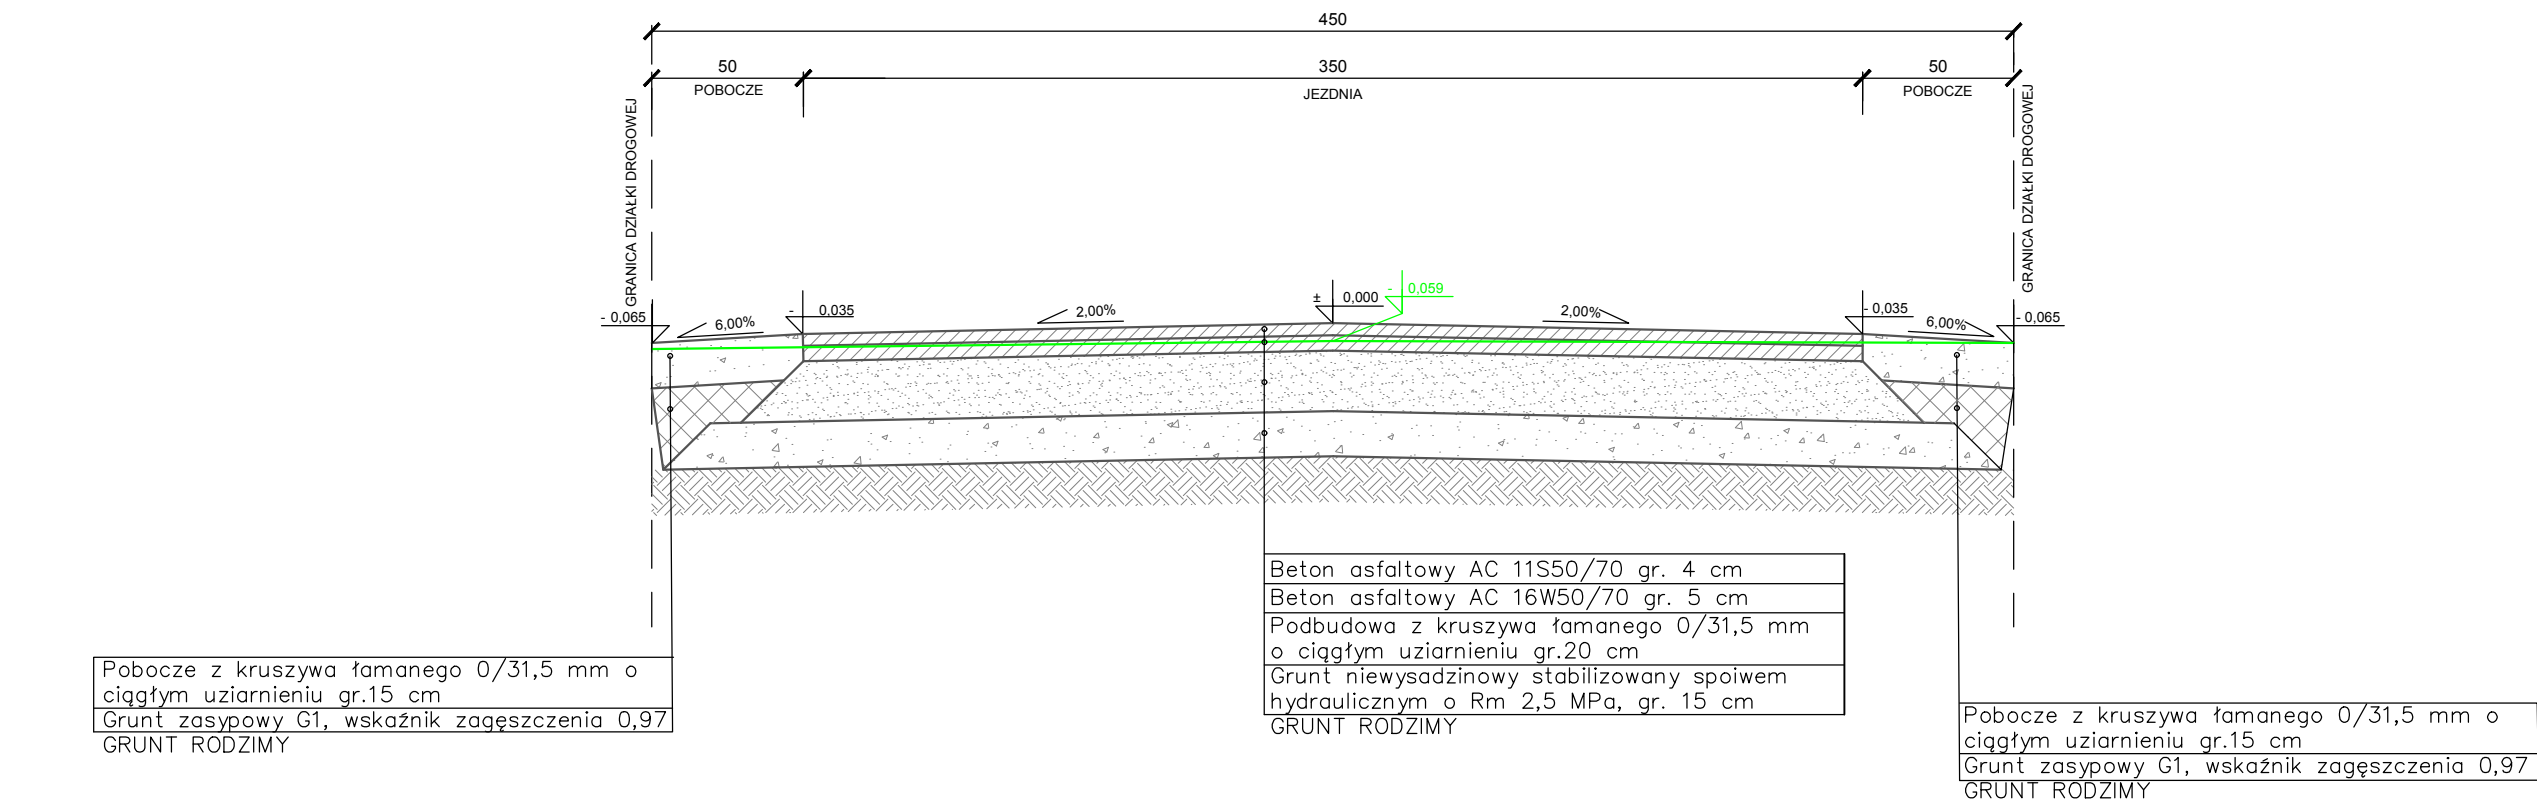 450
50
350
50
POBOCZE
JEZDNIA
POBOCZE
GRANICA DZIAŁKI DROGOWEJ
GRANICA DZIAŁKI DROGOWEJ
- 0,065
6,00%
- 0,035
2,00%
± 0,000
- 0,059
2,00%
- 0,035
6,00%
- 0,065
Beton asfaltowy AC 11S50/70 gr. 4 cm
Beton asfaltowy AC 16W50/70 gr. 5 cm
Podbudowa z kruszywa łamanego 0/31,5 mm
o ciągłym uziarnieniu gr.20 cm
Grunt niewysadzinowy stabilizowany spoiwem
hydraulicznym o Rm 2,5 MPa, gr. 15 cm
GRUNT RODZIMY
Pobocze z kruszywa łamanego 0/31,5 mm o
ciągłym uziarnieniu gr.15 cm
Grunt zasypowy G1, wskaźnik zagęszczenia 0,97
GRUNT RODZIMY
Pobocze z kruszywa łamanego 0/31,5 mm o
ciągłym uziarnieniu gr.15 cm
Grunt zasypowy G1, wskaźnik zagęszczenia 0,97
GRUNT RODZIMY